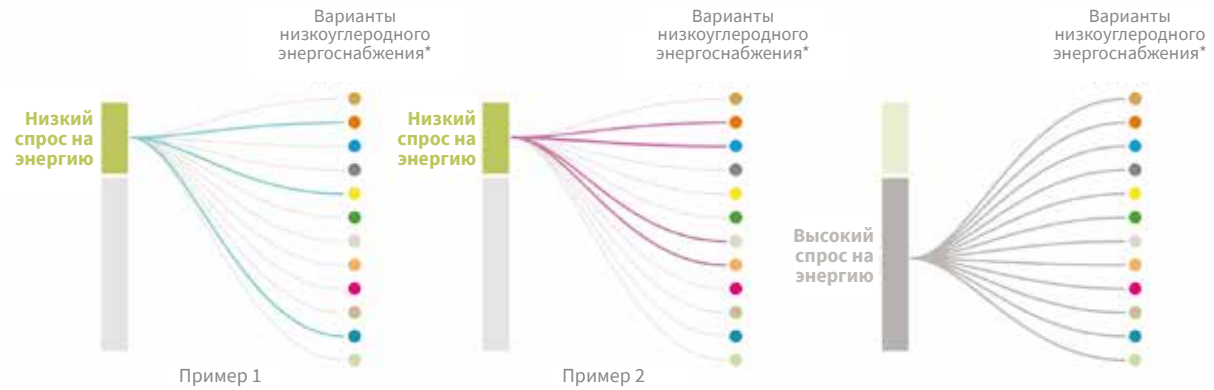 Варианты
низкоуглеродного
энергоснабжения*
Низкий
спрос на
энергию
Пример 1
Варианты
низкоуглеродного
энергоснабжения*
Низкий
спрос на
энергию
Пример 2
Варианты
низкоуглеродного
энергоснабжения*
Высокий
спрос на
энергию